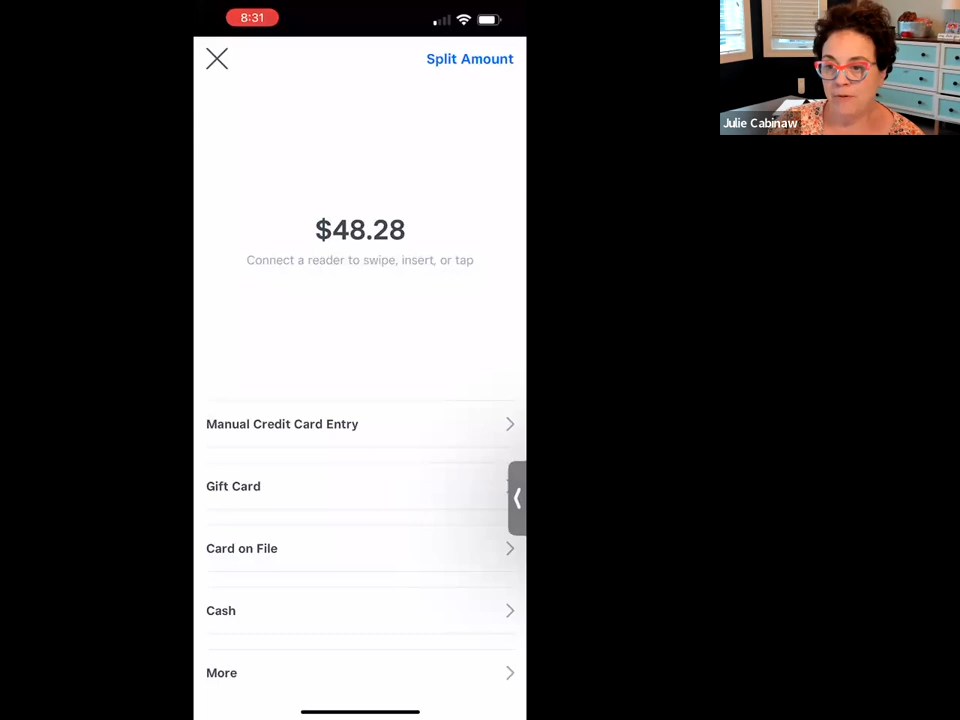 8:31
Split Amount
$48.28
Connect a reader to swipe, insert, or tap
Manual Credit Card Entry
Gift Card
Card on File
Cash
More
Julie Cabinaw